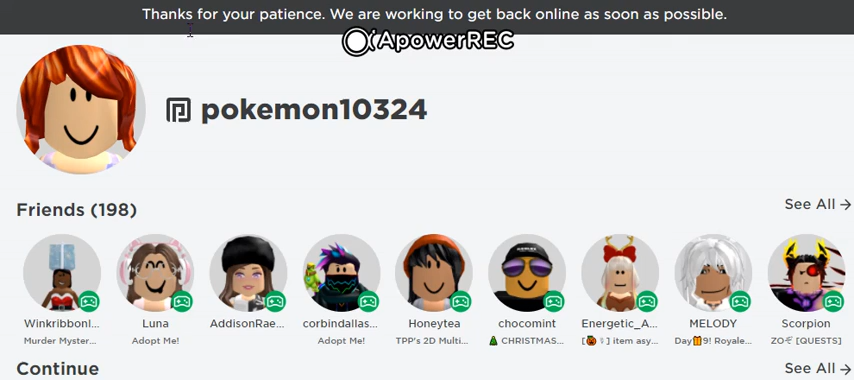 Thanks for your patience. We are working to get back online as soon as possible.
ApowerREC
pokemon10324
Friends (198)
See All →
Winkribbonl... Luna AddisonRae... corbindallas... Honeytea chocomint Energetic_A... MELODY Scorpion
Murder Myster... Adopt Me! Adopt Me! TPP's 2D Multi... 🎄 CHRISTMAS... [🎃 ] item asy... Day🎁9! Royale... ZO [QUESTS]
Continue
See All →